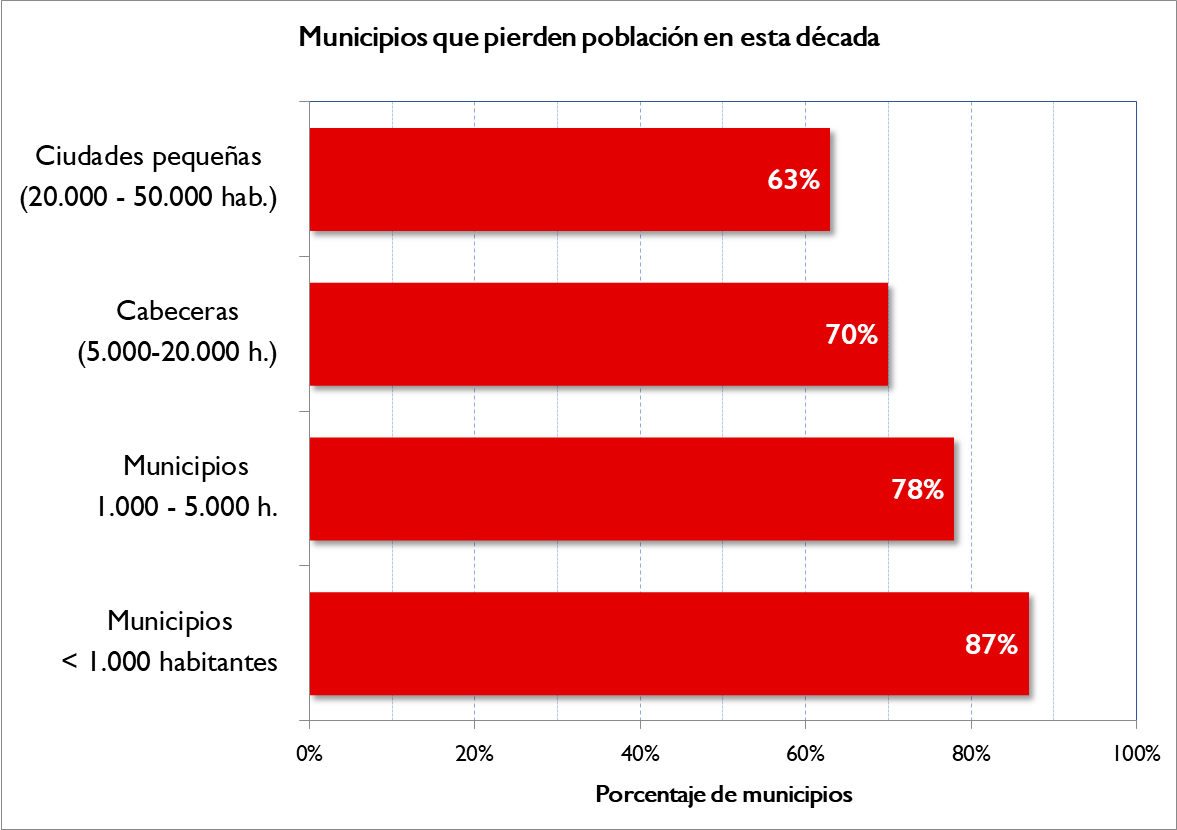 Municipios que pierden población en esta década
Ciudades pequeñas
(20.000 - 50.000 hab.)
63%
Cabeceras
(5.000-20.000 h.)
70%
Municipios
1.000 - 5.000 h.
78%
Municipios
< 1.000 habitantes
87%
0%
20%
40%
60%
80%
100%
Porcentaje de municipios